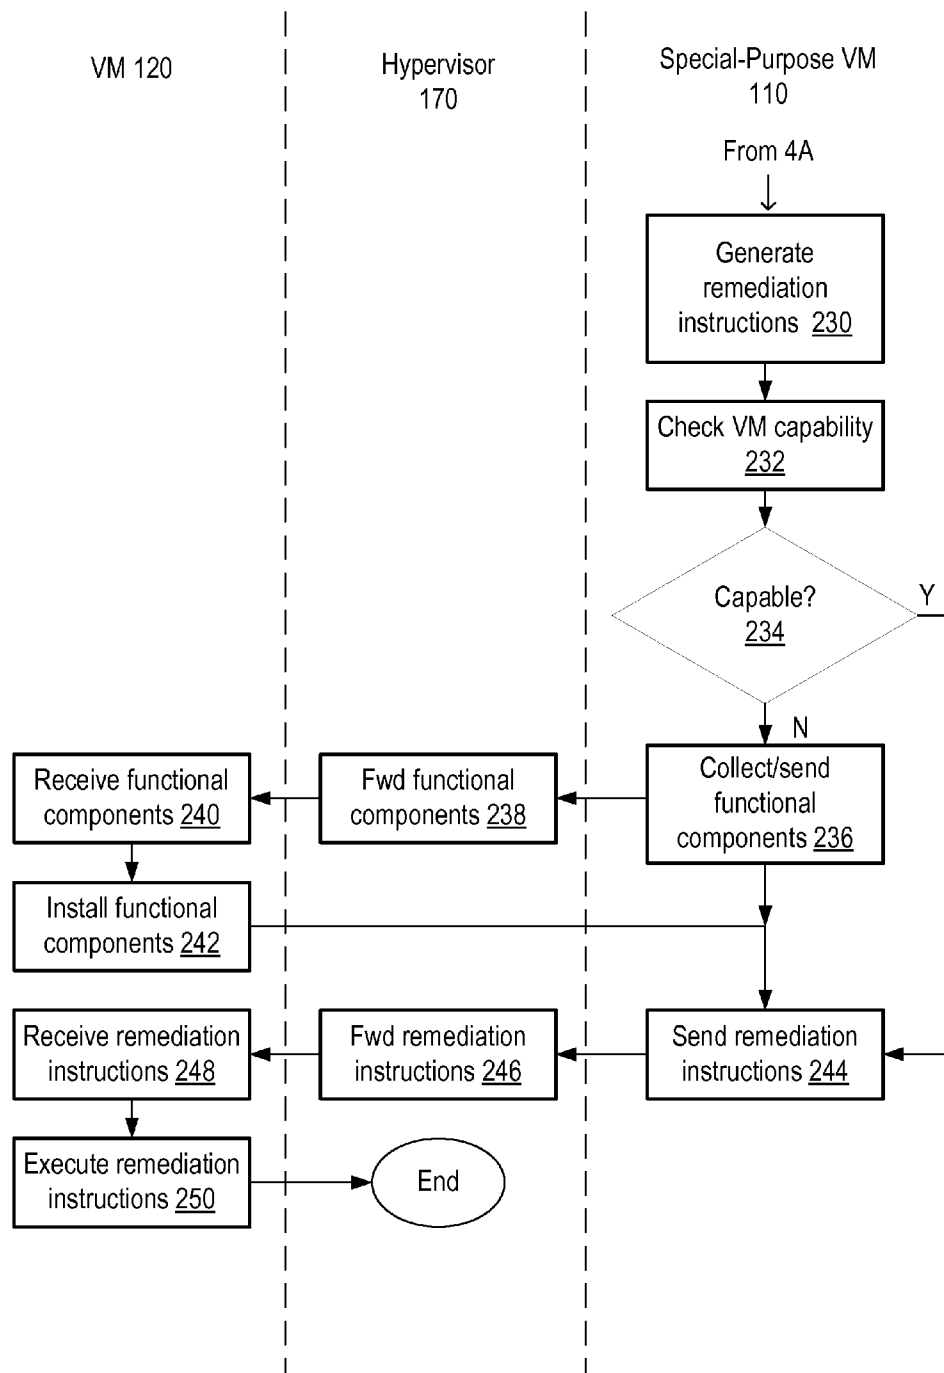 VM 120
Hypervisor
170
Special-Purpose VM
110
From 4A
Generate
remediation
instructions 230
Check VM capability
232
Capable?
234
Y
N
Receive functional
components 240
Fwd functional
components 238
Collect/send
functional
components 236
Install functional
components 242
Receive remediation
instructions 248
Fwd remediation
instructions 246
Send remediation
instructions 244
Execute remediation
instructions 250
End